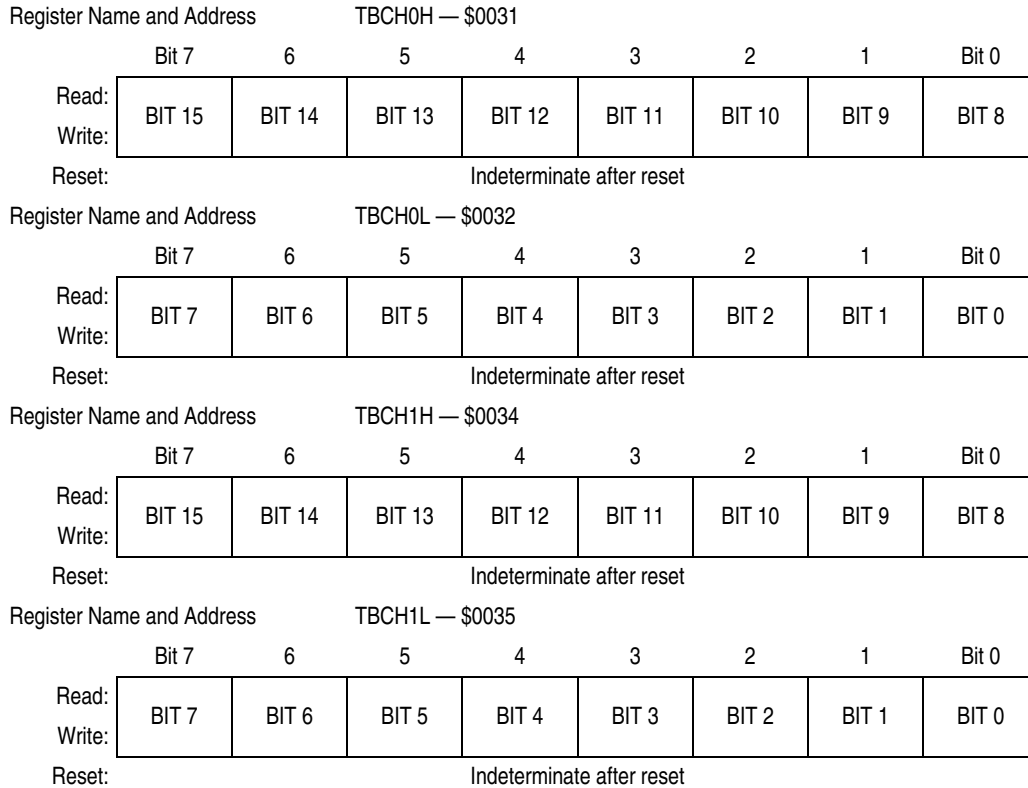 Register Name and Address TBCH0H — $0031
Bit 7 6 5 4 3 2 1 Bit 0
Read:
BIT 15 BIT 14 BIT 13 BIT 12 BIT 11 BIT 10 BIT 9 BIT 8
Write:
Reset: Indeterminate after reset
Register Name and Address TBCH0L — $0032
Bit 7 6 5 4 3 2 1 Bit 0
Read:
BIT 7 BIT 6 BIT 5 BIT 4 BIT 3 BIT 2 BIT 1 BIT 0
Write:
Reset: Indeterminate after reset
Register Name and Address TBCH1H — $0034
Bit 7 6 5 4 3 2 1 Bit 0
Read:
BIT 15 BIT 14 BIT 13 BIT 12 BIT 11 BIT 10 BIT 9 BIT 8
Write:
Reset: Indeterminate after reset
Register Name and Address TBCH1L — $0035
Bit 7 6 5 4 3 2 1 Bit 0
Read:
BIT 7 BIT 6 BIT 5 BIT 4 BIT 3 BIT 2 BIT 1 BIT 0
Write:
Reset: Indeterminate after reset